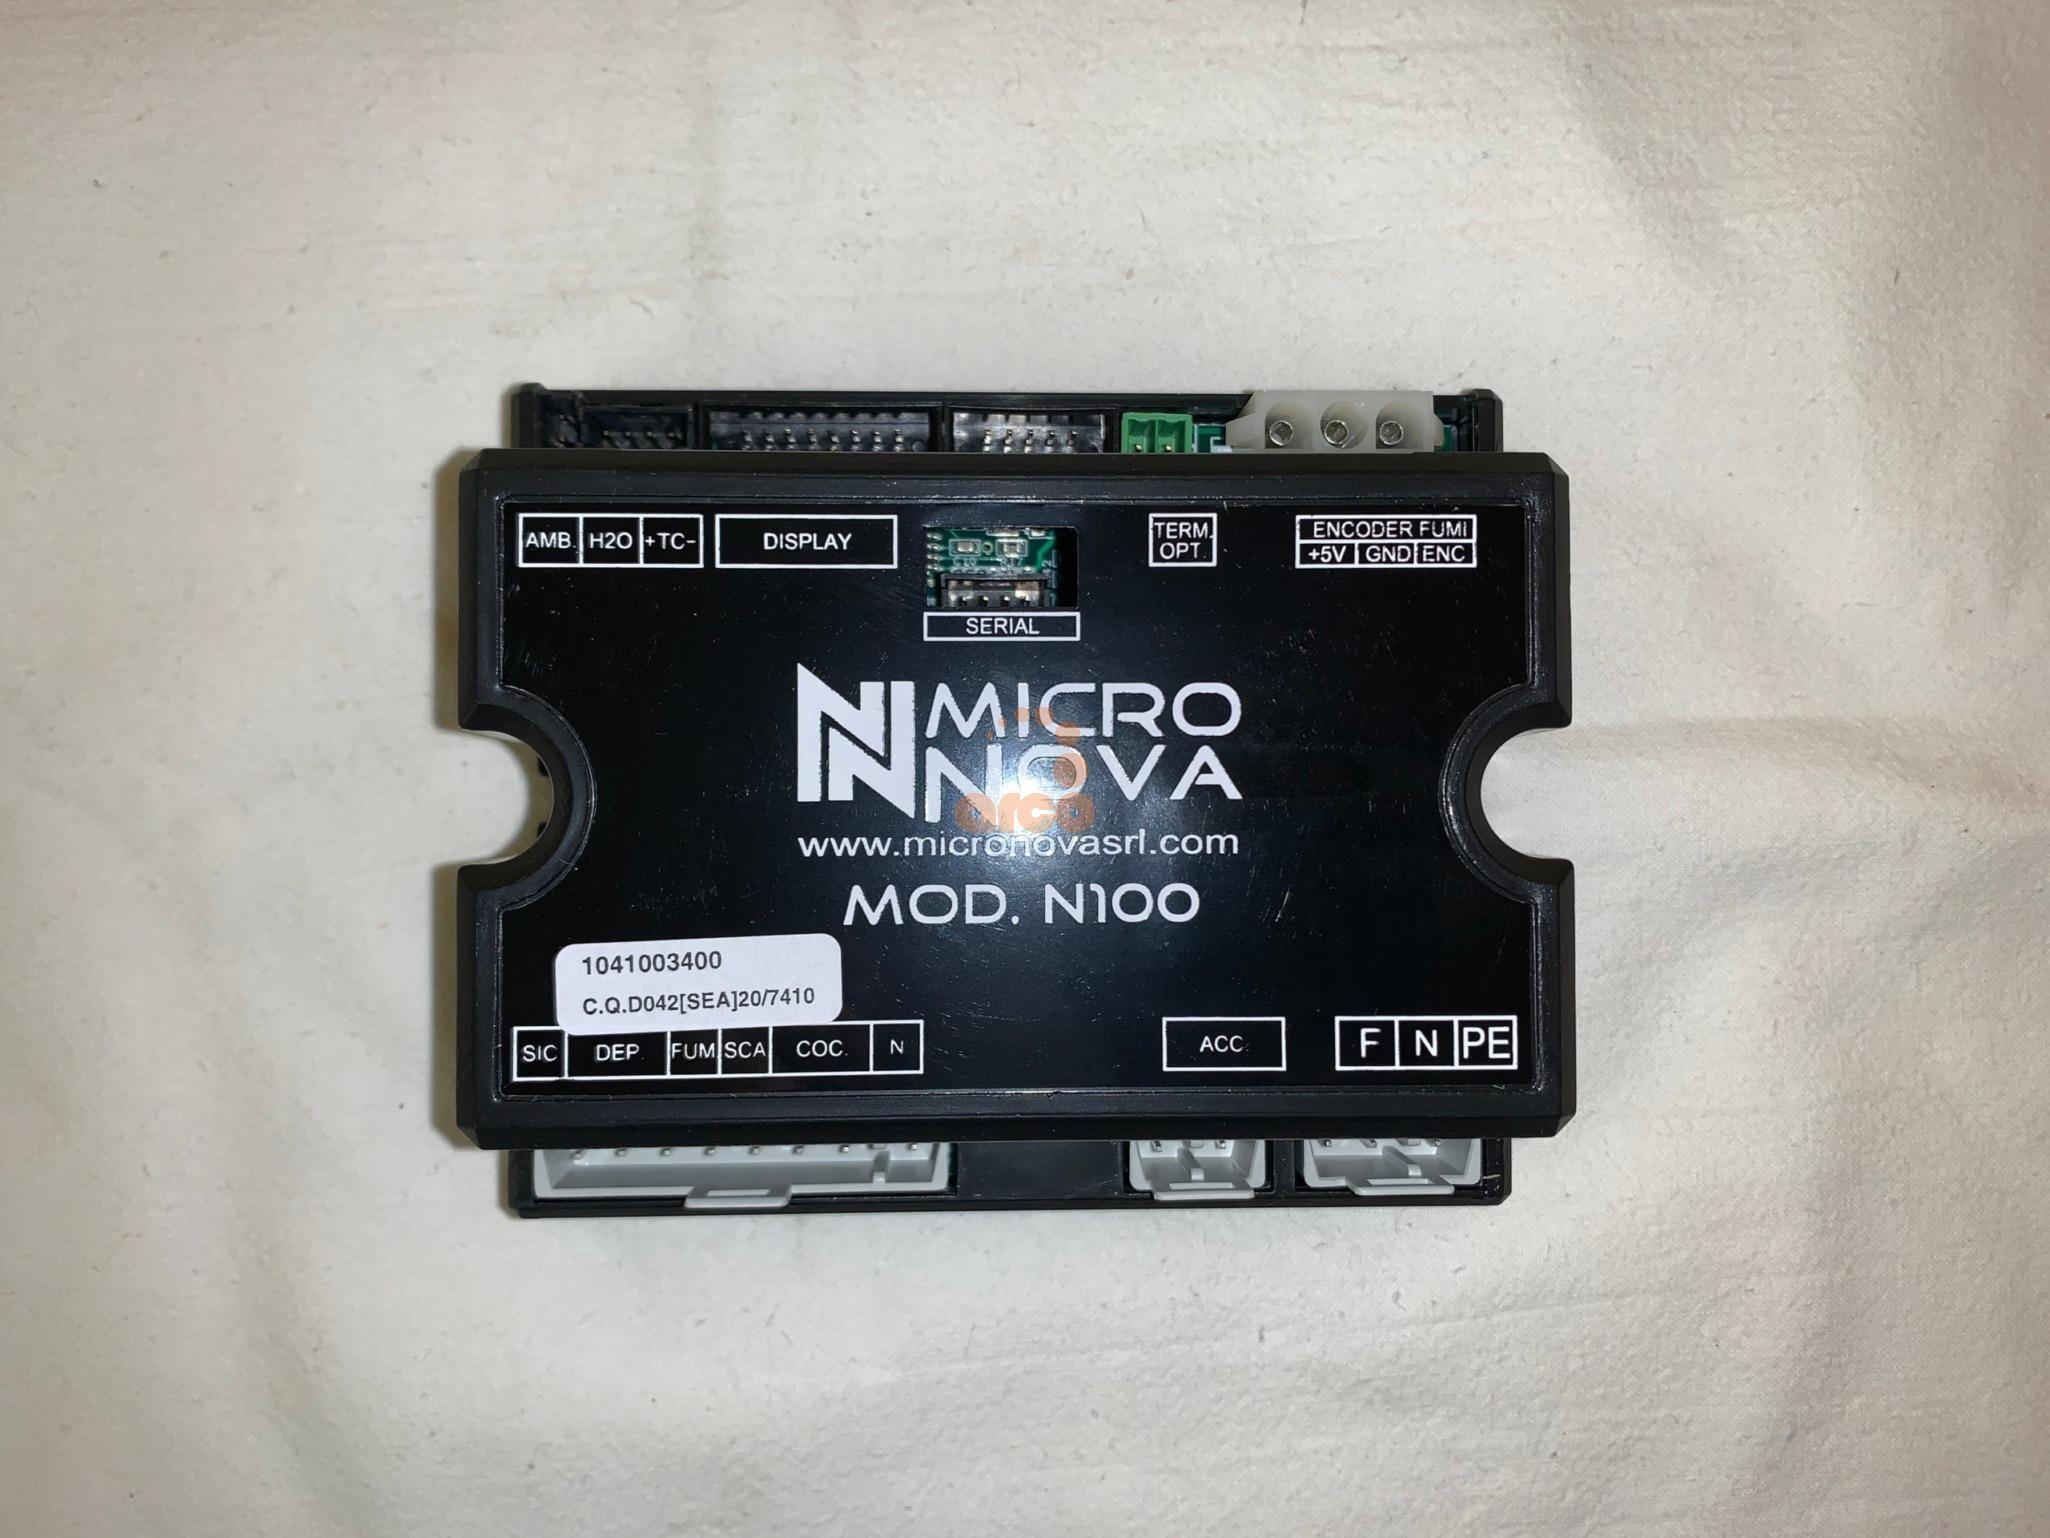 AMB. H2O +TC- DISPLAY TERM. OPT. ENCODER FUMI
+5V GND ENC
SERIAL
MICRO
NOVA
arco
www.micronovasrl.com
MOD. N100
1041003400
C.Q.D042[SEA]20/7410
SIC DEP. FUM. SCA COC. N ACC. F N PE